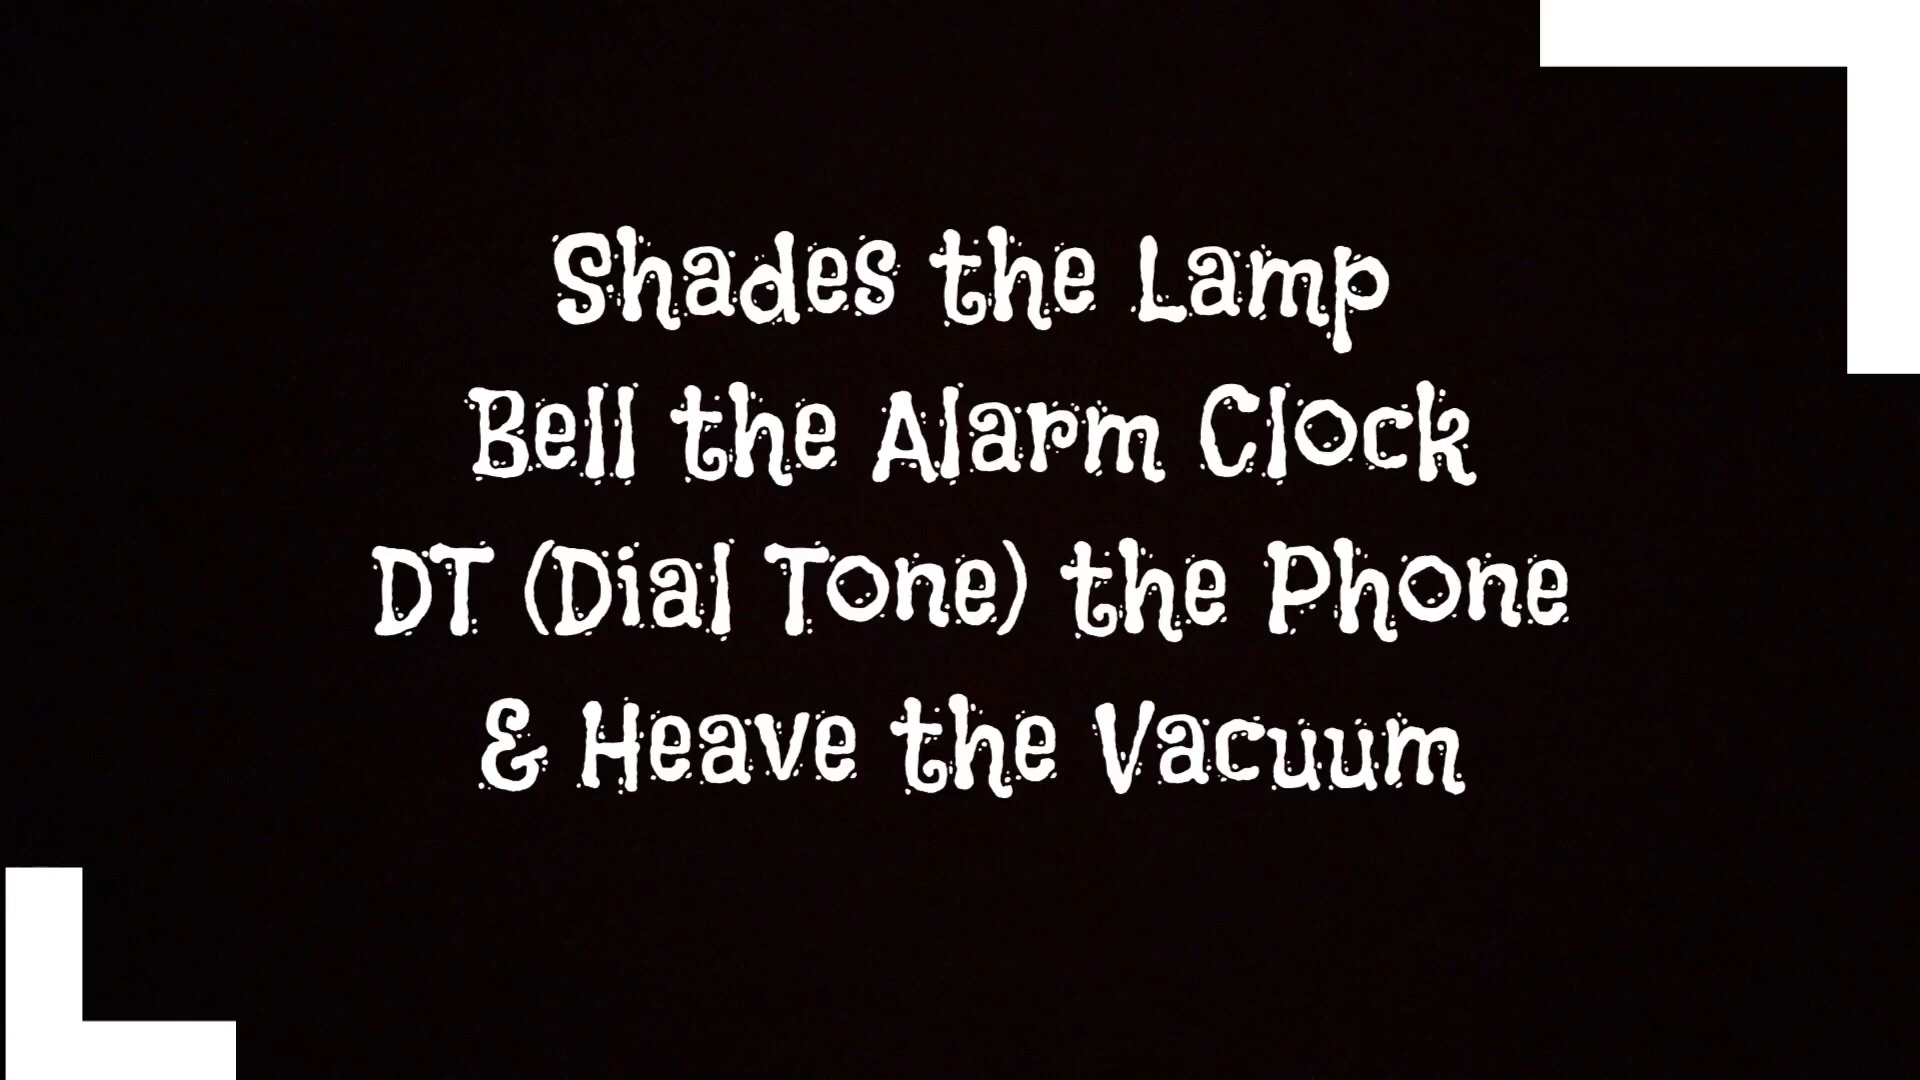 Shades the Lamp
Bell the Alarm Clock
DT (Dial Tone) the Phone
& Heave the Vacuum